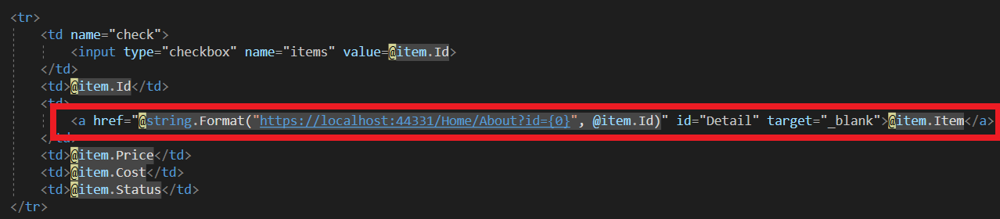 <tr>
<td name="check">
<input type="checkbox" name="items" value=@item.Id>
</td>
<td>@item.Id</td>
<td>
<a href="@string.Format("https://localhost:44331/Home/About?id={0}", @item.Id)" id="Detail" target="_blank">@item.Item</a>
</td>
<td>@item.Price</td>
<td>@item.Cost</td>
<td>@item.Status</td>
</tr>